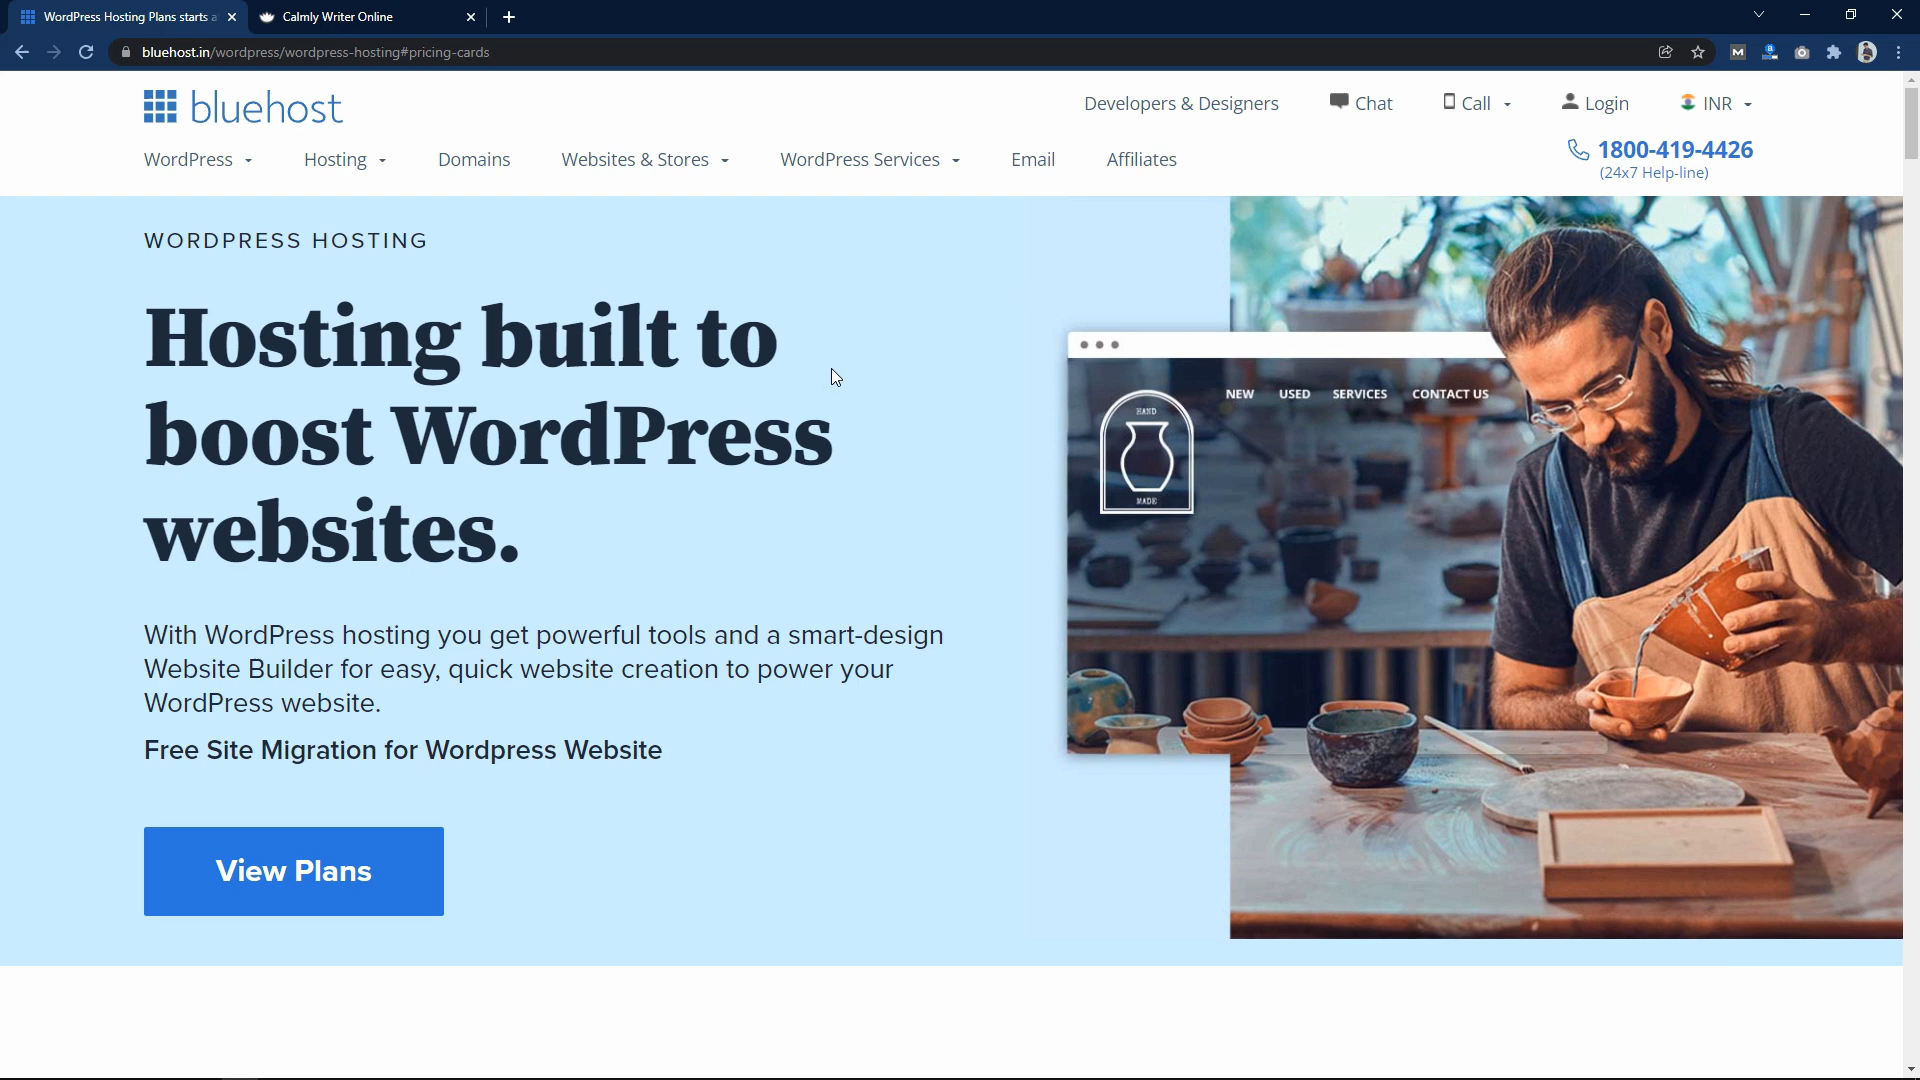 WordPress Hosting Plans starts a
Calmly Writer Online
bluehost.in/wordpress/wordpress-hosting#pricing-cards
bluehost
Developers & Designers
Chat
Call
Login
INR
WordPress
Hosting
Domains
Websites & Stores
WordPress Services
Email
Affiliates
1800-419-4426
(24x7 Help-line)
WORDPRESS HOSTING
Hosting built to
boost WordPress
websites.
With WordPress hosting you get powerful tools and a smart-design
Website Builder for easy, quick website creation to power your
WordPress website.
Free Site Migration for Wordpress Website
View Plans
NEW USED SERVICES CONTACT US
HAND
MADE